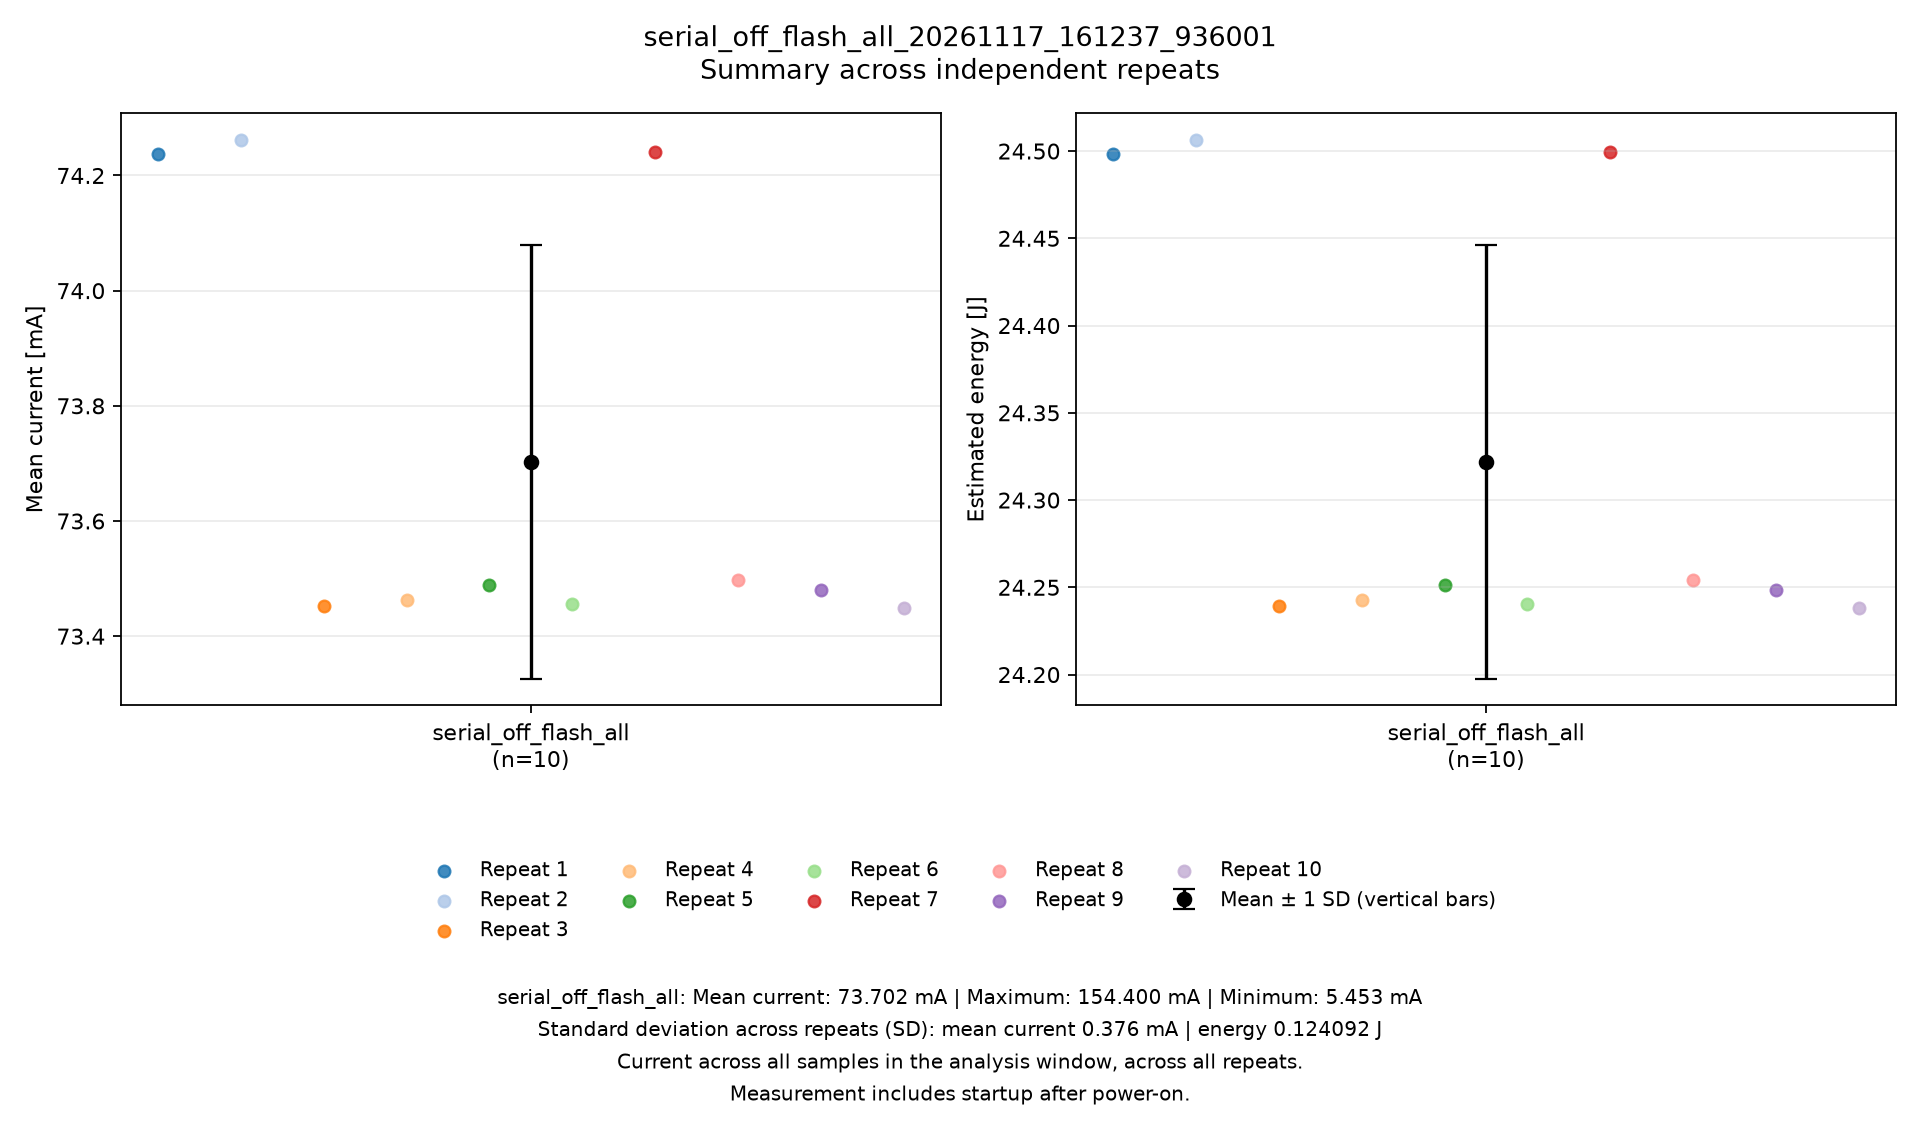 serial_off_flash_all_20261117_161237_936001
Summary across independent repeats
Mean current [mA]
74.2
74.0
73.8
73.6
73.4
serial_off_flash_all
(n=10)
Estimated energy [J]
24.50
24.45
24.40
24.35
24.30
24.25
24.20
serial_off_flash_all
(n=10)
Repeat 1
Repeat 2
Repeat 3
Repeat 4
Repeat 5
Repeat 6
Repeat 7
Repeat 8
Repeat 9
Repeat 10
Mean ± 1 SD (vertical bars)
serial_off_flash_all: Mean current: 73.702 mA | Maximum: 154.400 mA | Minimum: 5.453 mA
Standard deviation across repeats (SD): mean current 0.376 mA | energy 0.124092 J
Current across all samples in the analysis window, across all repeats.
Measurement includes startup after power-on.